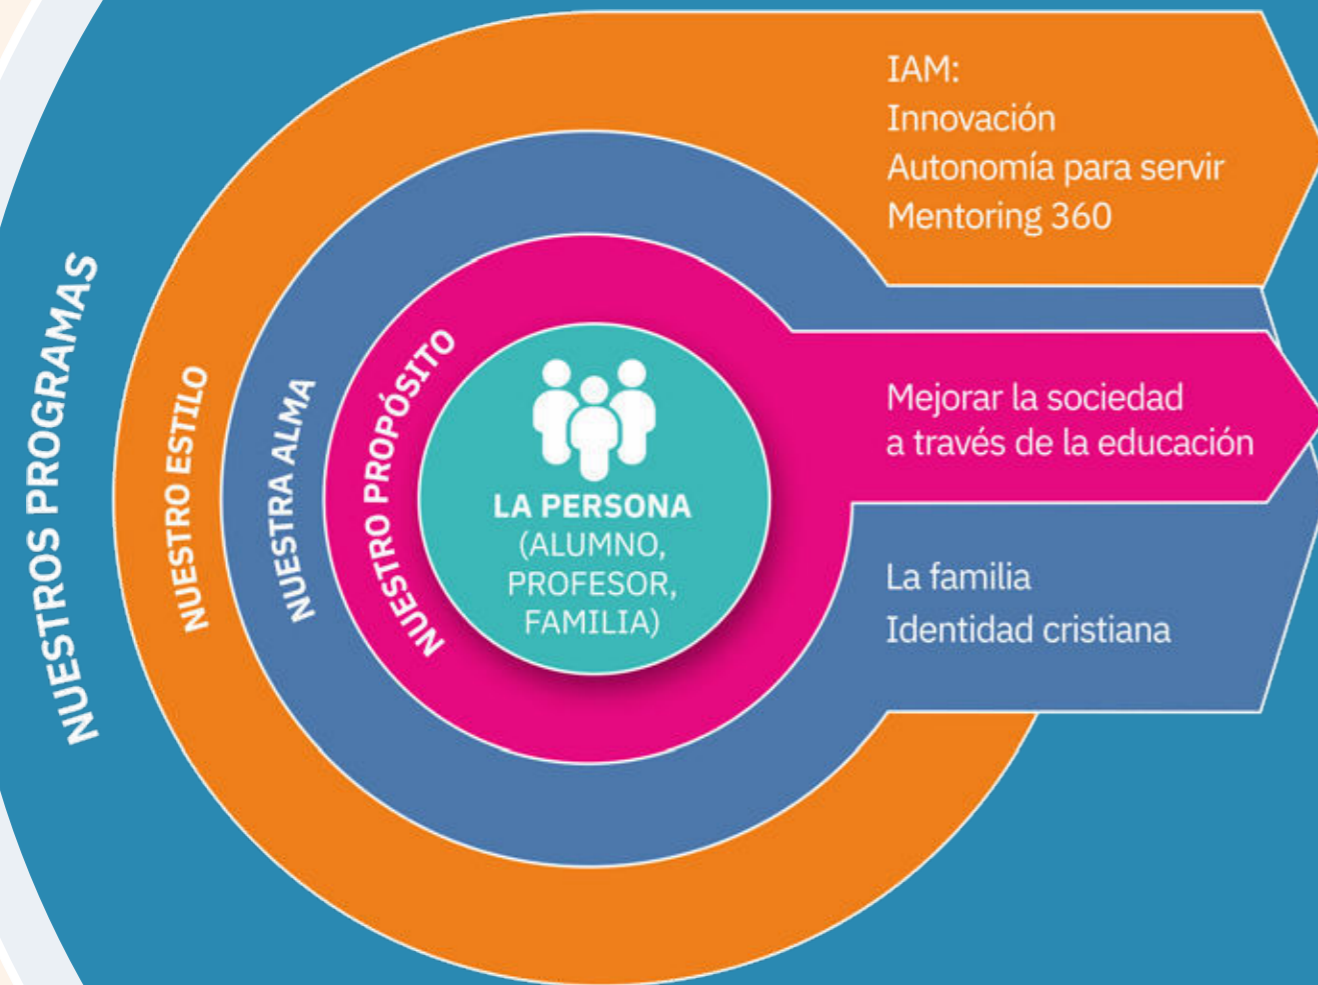 NUESTROS PROGRAMAS
NUESTRO ESTILO
NUESTRA ALMA
NUESTRO PROPÓSITO
LA PERSONA
(ALUMNO,
PROFESOR,
FAMILIA)
IAM:
Innovación
Autonomía para servir
Mentoring 360
Mejorar la sociedad
a través de la educación
La familia
Identidad cristiana